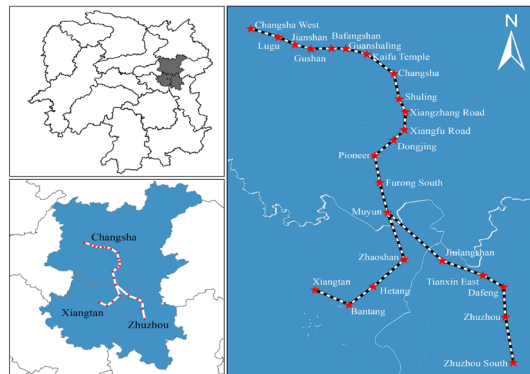 Changsha
Xiangtan
Zhuzhou
N
Changsha West
Lugu
Jianshan
Gushan
Bafangshan
Guanshaling
Kaifu Temple
Changsha
Shuling
Xiangzhang Road
Xiangfu Road
Dongjing
Pioneer
Furong South
Muyun
Zhaoshan
Jiulangshan
Xiangtan
Hetang
Bantang
Tianxin East
Dafeng
Zhuzhou
Zhuzhou South